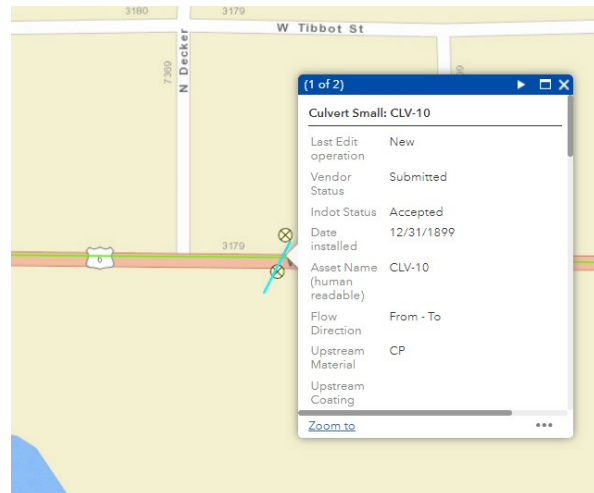 3180
3179
W Tibbot St
7309
N Decker
(1 of 2)
Culvert Small: CLV-10
Last Edit operation New
Vendor Status Submitted
Indot Status Accepted
Date installed 12/31/1899
Asset Name (human readable) CLV-10
Flow Direction From - To
Upstream Material CP
Upstream Coating
Zoom to
3179
6